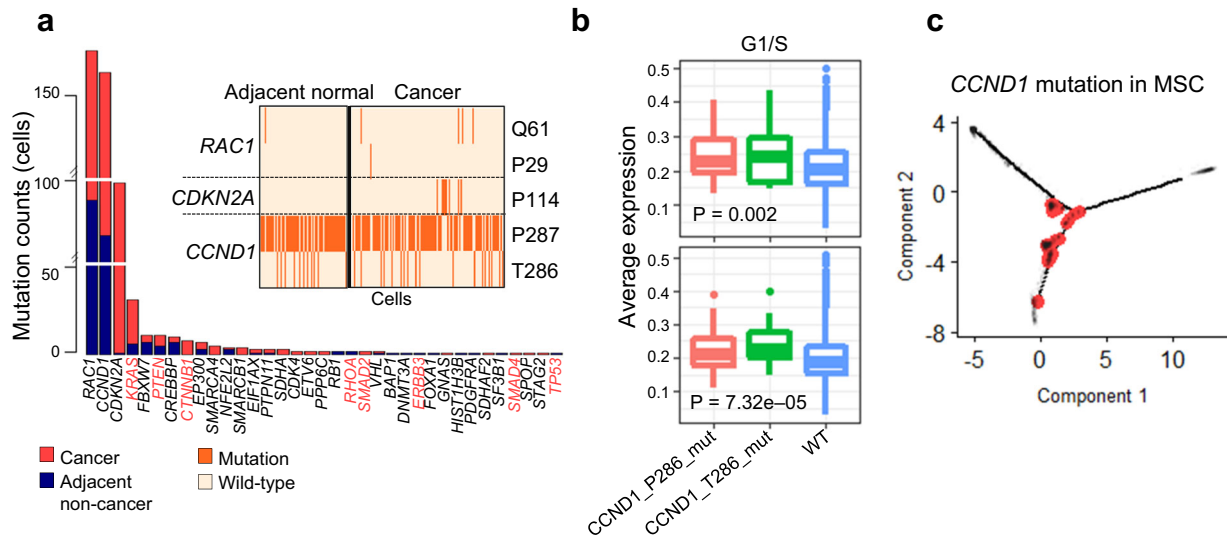 a
Mutation counts (cells)
150
100
50
0
Adjacent normal
Cancer
RAC1
CDKN2A
CCND1
Q61
P29
P114
P287
T286
Cells
RAC1
CCND1
CDKN2A
KRAS
FBXW7
PTEN
CREBBP
CTNNB1
EP300
SMARCA4
NFE2L2
SMARCB1
EIF1AX
PTPN11
SDHA
CDK4
ETV6
PPP6C
RB1
RHOA
SMAD2
VHL
BAP1
DNMT3A
ERBB3
FOXA1
GNAS
HIST1H3B
PDGFRA
SDHAF2
SF3B1
SMAD4
SPOP
STAG2
TP53
Cancer
Adjacent
non-cancer
Mutation
Wild-type
b
G1/S
Average expression
0.5
0.4
0.3
0.2
0.1
P = 0.002
0.5
0.4
0.3
0.2
0.1
P = 7.32e–05
CCND1_P286_mut
CCND1_T286_mut
WT
c
CCND1 mutation in MSC
Component 2
4
0
-4
-8
-5
0
5
10
Component 1